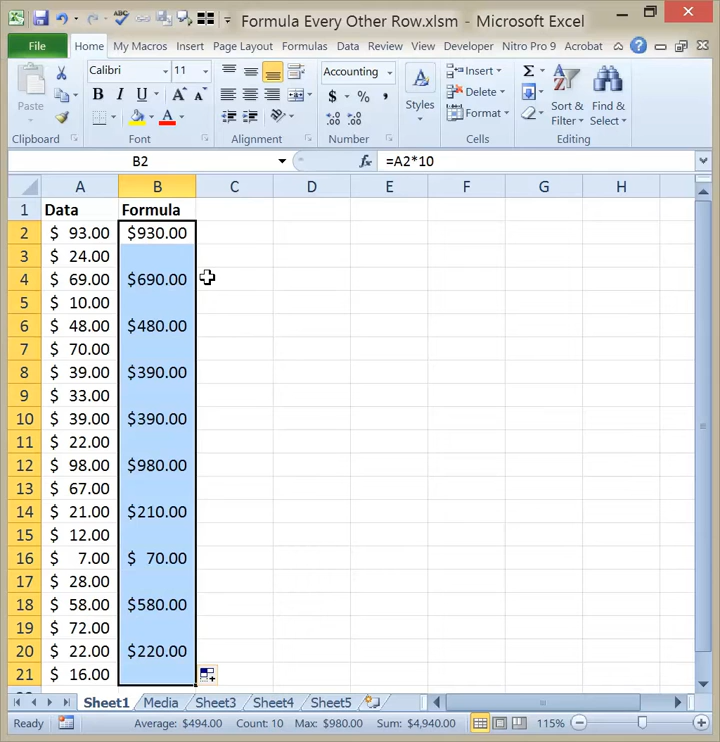 Formula Every Other Row.xlsm - Microsoft Excel
File Home My Macros Insert Page Layout Formulas Data Review View Developer Nitro Pro 9 Acrobat
Paste
Calibri 11
B I U A A
A
Accounting
$ % ,
Styles
Insert
Delete
Format
Σ
Sort & Filter
Find & Select
Clipboard Font Alignment Number Cells Editing
B2 fx =A2*10
A B C D E F G H
1 Data Formula
2 $ 93.00 $930.00
3 $ 24.00
4 $ 69.00 $690.00
5 $ 10.00
6 $ 48.00 $480.00
7 $ 70.00
8 $ 39.00 $390.00
9 $ 33.00
10 $ 39.00 $390.00
11 $ 22.00
12 $ 98.00 $980.00
13 $ 67.00
14 $ 21.00 $210.00
15 $ 12.00
16 $ 7.00 $ 70.00
17 $ 28.00
18 $ 58.00 $580.00
19 $ 72.00
20 $ 22.00 $220.00
21 $ 16.00
Sheet1 Media Sheet3 Sheet4 Sheet5
Ready Average: $494.00 Count: 10 Max: $980.00 Sum: $4,940.00 115%